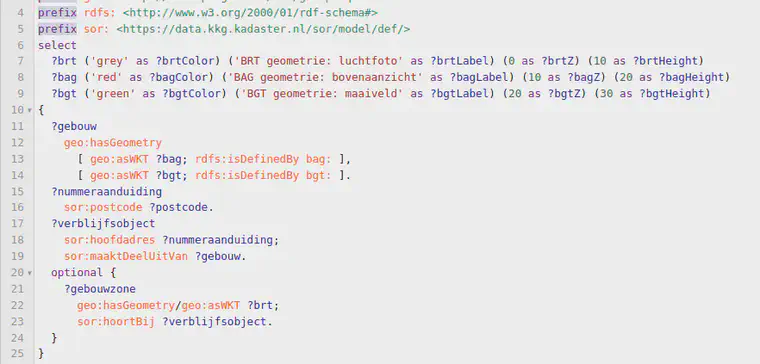 4 prefix rdfs: <http://www.w3.org/2000/01/rdf-schema#>
5 prefix sor: <https://data.kkg.kadaster.nl/sor/model/def/>
6 select
7 ?brt ('grey' as ?brtColor) ('BRT geometrie: luchtfoto' as ?brtLabel) (0 as ?brtZ) (10 as ?brtHeight)
8 ?bag ('red' as ?bagColor) ('BAG geometrie: bovenaanzicht' as ?bagLabel) (10 as ?bagZ) (20 as ?bagHeight)
9 ?bgt ('green' as ?bgtColor) ('BGT geometrie: maaiveld' as ?bgtLabel) (20 as ?bgtZ) (30 as ?bgtHeight)
10 {
11 ?gebouw
12 geo:hasGeometry
13 [ geo:asWKT ?bag; rdfs:isDefinedBy bag: ],
14 [ geo:asWKT ?bgt; rdfs:isDefinedBy bgt: ].
15 ?nummeraanduiding
16 sor:postcode ?postcode.
17 ?verblijfsobject
18 sor:hoofdadres ?nummeraanduiding;
19 sor:maaktDeelUitVan ?gebouw.
20 optional {
21 ?gebouwzone
22 geo:hasGeometry/geo:asWKT ?brt;
23 sor:hoortBij ?verblijfsobject.
24 }
25 }